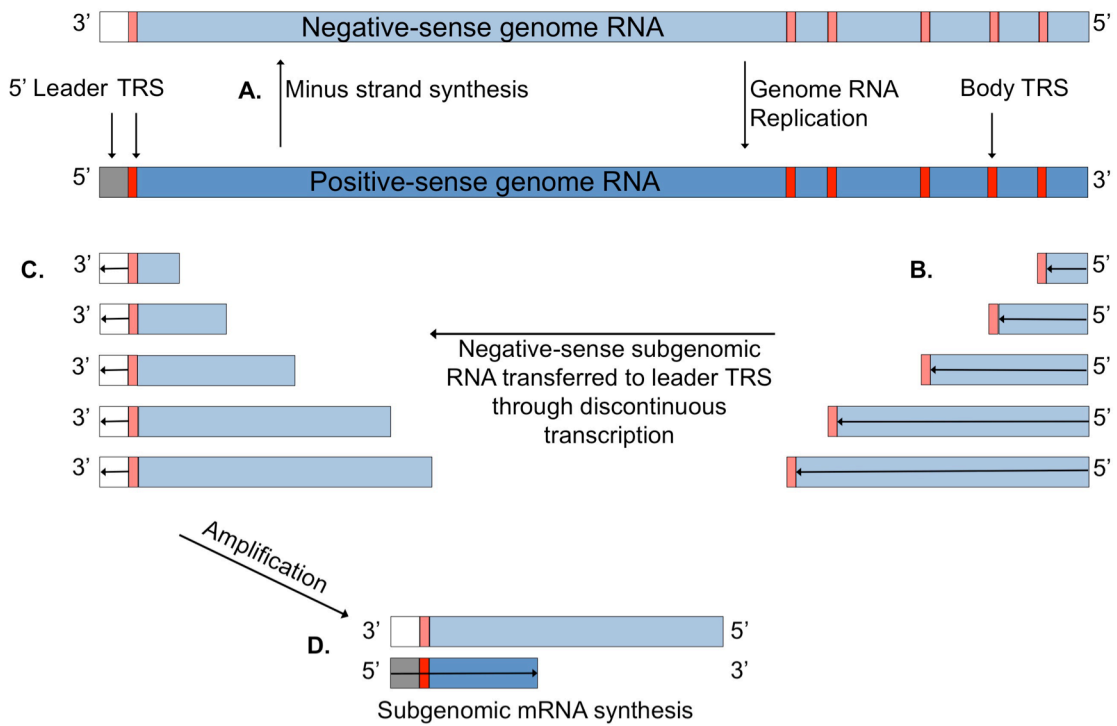 3’ Negative-sense genome RNA 5’
5’ Leader TRS
A. Minus strand synthesis
Genome RNA
Replication
Body TRS
5’ Positive-sense genome RNA 3’
C. 3’
B. 5’
3’ 5’
3’ 5’
3’ 5’
3’ 5’
Negative-sense subgenomic
RNA transferred to leader TRS
through discontinuous
transcription
Amplification
D. 3’ 5’
5’ 3’
Subgenomic mRNA synthesis